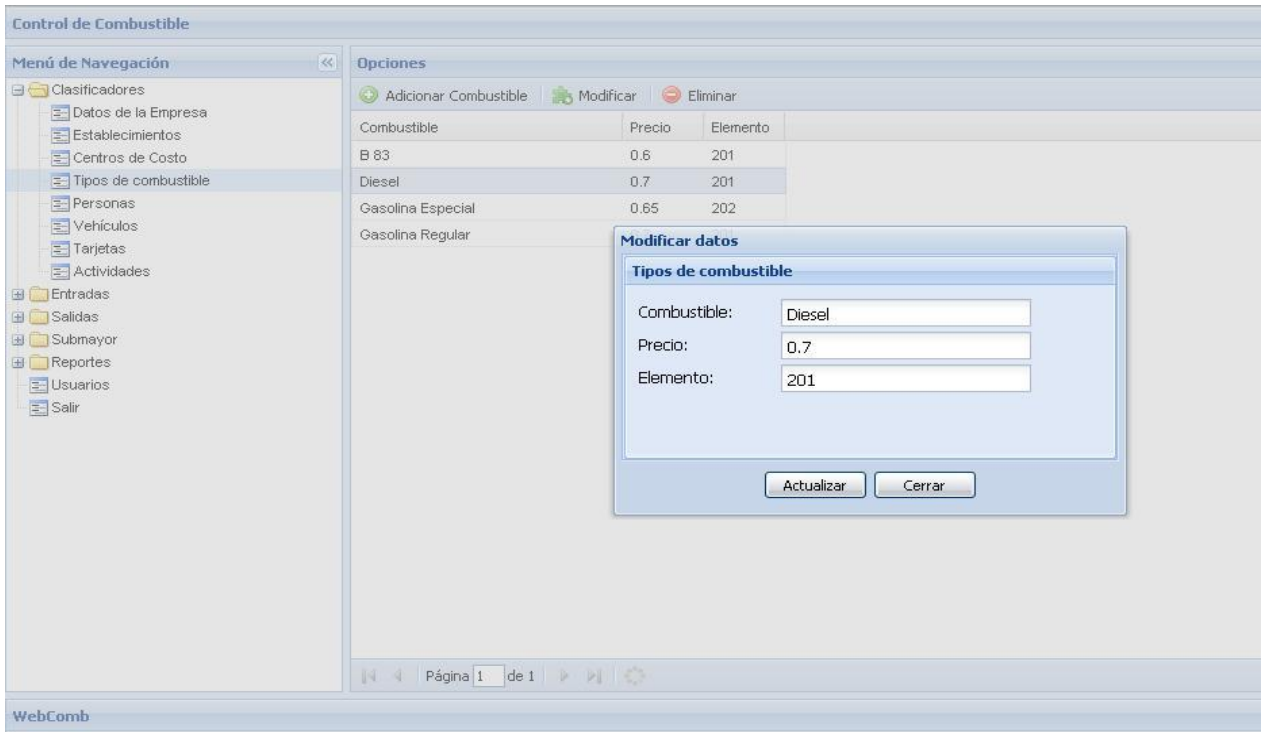 Control de Combustible
Menú de Navegación
Clasificadores
Datos de la Empresa
Establecimientos
Centros de Costo
Tipos de combustible
Personas
Vehículos
Tarjetas
Actividades
Entradas
Salidas
Submayor
Reportes
Usuarios
Salir
Opciones
Adicionar Combustible Modificar Eliminar
Combustible Precio Elemento
B 83 0.6 201
Diesel 0.7 201
Gasolina Especial 0.65 202
Gasolina Regular
Modificar datos
Tipos de combustible
Combustible: Diesel
Precio: 0.7
Elemento: 201
Actualizar Cerrar
Página 1 de 1
WebComb